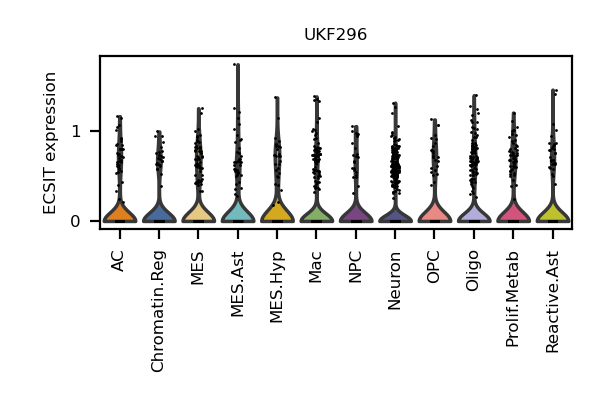 UKF296
ECSIT expression
1
0
AC
Chromatin.Reg
MES
MES.Ast
MES.Hyp
Mac
NPC
Neuron
OPC
Oligo
Prolif.Metab
Reactive.Ast